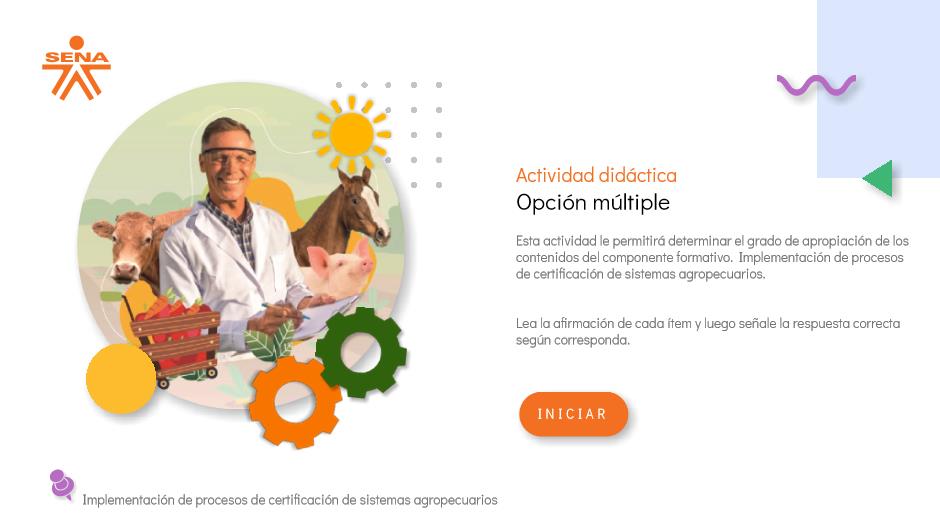 SENA
Actividad didáctica
Opción múltiple
Esta actividad le permitirá determinar el grado de apropiación de los
contenidos del componente formativo. Implementación de procesos
de certificación de sistemas agropecuarios.
Lea la afirmación de cada ítem y luego señale la respuesta correcta
según corresponda.
INICIAR
Implementación de procesos de certificación de sistemas agropecuarios